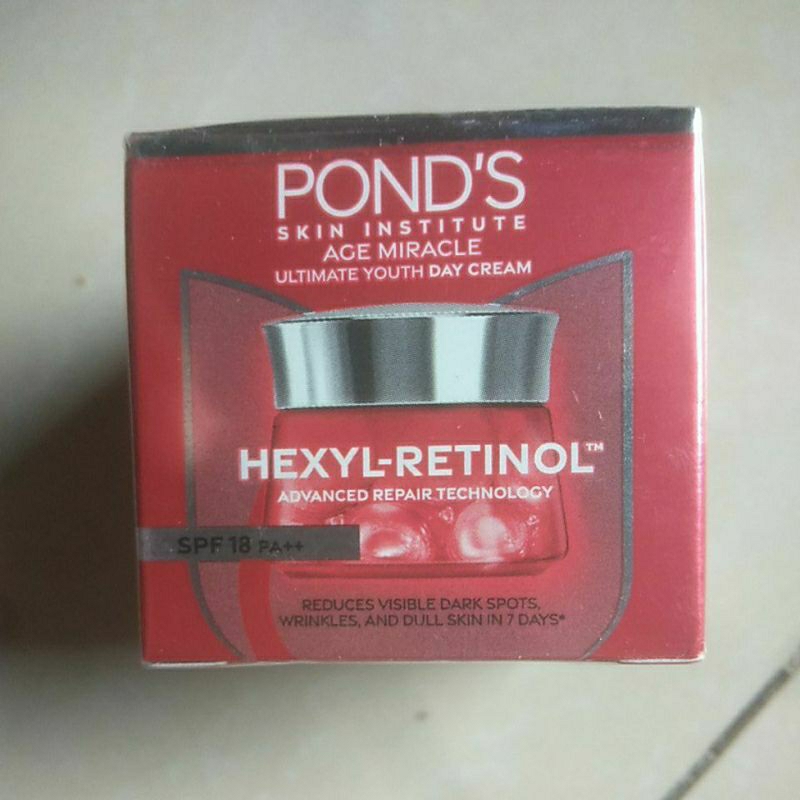 POND'S
SKIN INSTITUTE
AGE MIRACLE
ULTIMATE YOUTH DAY CREAM
HEXYL-RETINOL™
ADVANCED REPAIR TECHNOLOGY
SPF 18 PA++
REDUCES VISIBLE DARK SPOTS,
WRINKLES, AND DULL SKIN IN 7 DAYS*